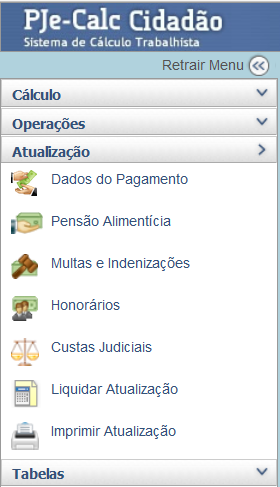 PJe-Calc Cidadão
Sistema de Cálculo Trabalhista
Retrair Menu
Cálculo
Operações
Atualização
Dados do Pagamento
Pensão Alimentícia
Multas e Indenizações
Honorários
Custas Judiciais
Liquidar Atualização
Imprimir Atualização
Tabelas